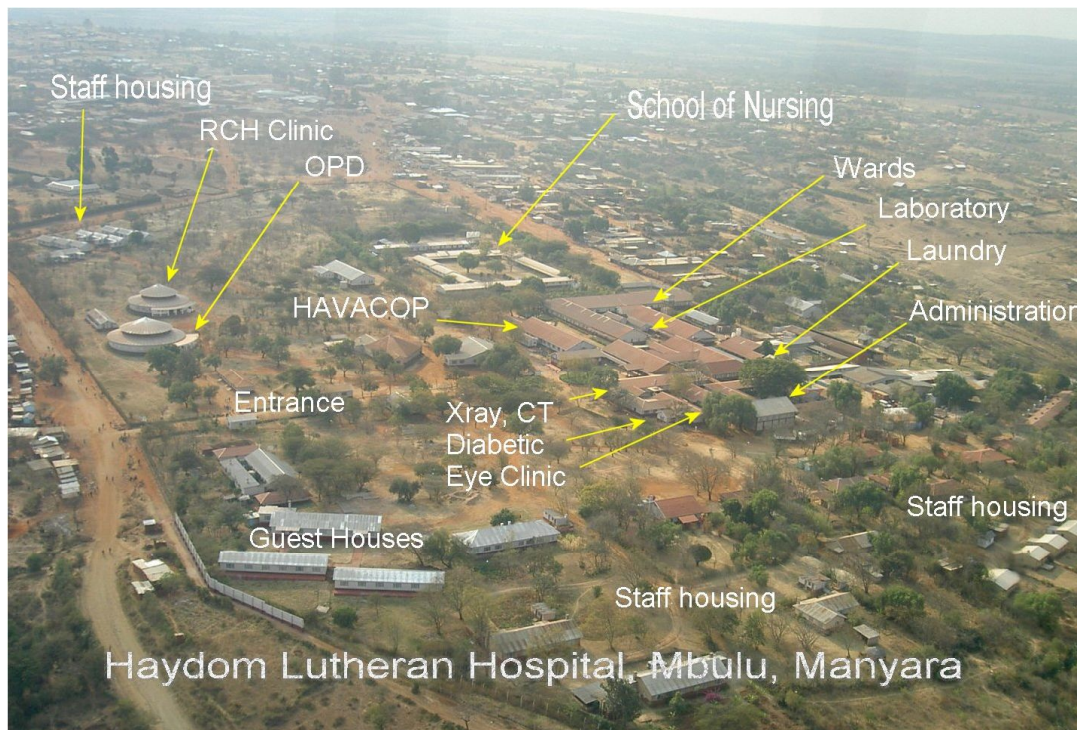 Staff housing
RCH Clinic
OPD
School of Nursing
Wards
Laboratory
Laundry
HAVACOP
Administration
Entrance
Xray, CT
Diabetic
Eye Clinic
Staff housing
Guest Houses
Staff housing
Haydom Lutheran Hospital, Mbulu, Manyara